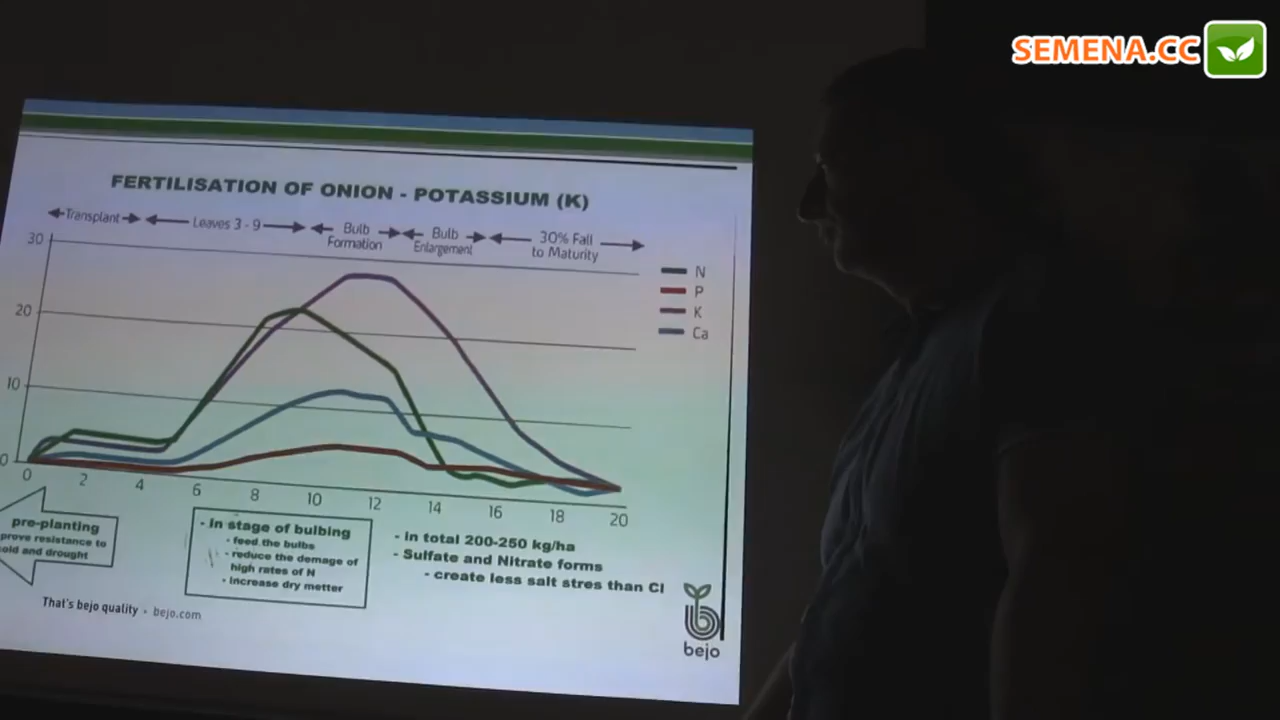 SEMENA.CC
FERTILISATION OF ONION - POTASSIUM (K)
Transplant
Leaves 3 - 9
Bulb
Formation
Bulb
Enlargement
30% Fall
to Maturity
30
20
10
0
N
P
K
Ca
0 2 4 6 8 10 12 14 16 18 20
pre-planting
prove resistance to
old and drought
- In stage of bulbing
- feed the bulbs
- reduce the demage of
high rates of N
- increase dry metter
- In total 200-250 kg/ha
- Sulfate and Nitrate forms
- create less salt stres than Cl
That's bejo quality • bejo.com
bejo